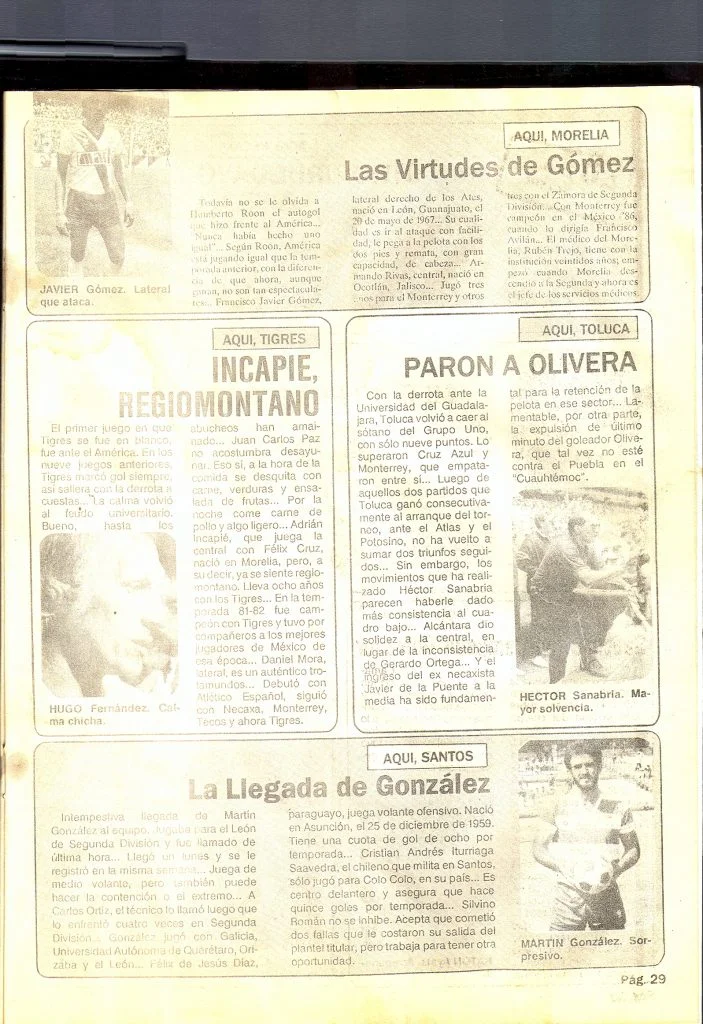 AQUI, MORELIA
Las Virtudes de Gómez
Todavía no se le olvida a
Humberto Roon el autogol
que hizo frente al América...
"Nunca había hecho uno
igual"... Según Roón, América
está jugando igual que la tem-
porada anterior, con la diferen-
cia de que ahora, aunque
ganan, no son tan espectacula-
res... Francisco Javier Gómez,
lateral derecho de los Ates,
nació en León, Guanajuato, el
20 de mayo de 1967... Su cuali-
dad es ir al ataque con facili-
dad, le pega a la pelota con los
dos pies y remata, con gran
capacidad, de cabeza... Ar-
mando Rivas, central, nació en
Ocotlán, Jalisco... Jugó tres
años para el Monterrey y otros
tres con el Zamora de Segunda
División... Con Monterrey fue
campeón en el México '86,
cuando lo dirigía Francisco
Avilán... El médico del More-
lia, Rubén Trejo, tiene con la
institución veintidós años; em-
pezó cuando Morelia des-
cendió a la Segunda y ahora es
el jefe de los servicios médicos.
JAVIER Gómez. Lateral
que ataca.
AQUI, TIGRES
INCAPIE,
REGIOMONTANO
El primer juego en que
Tigres se fue en blanco,
fue ante el América. En los
nueve juegos anteriores,
Tigres marcó gol siempre,
así saliera con la derrota a
cuestas... La calma volvió
al feudo universitario.
Bueno, hasta los
HUGO Fernández. Cal-
ma chicha.
abucheos han amai-
nado... Juan Carlos Paz
no acostumbra desayu-
nar. Eso sí, a la hora de la
comida se desquita con
carne, verduras y ensa-
lada de frutas... Por la
noche come carne de
pollo y algo ligero... Adrián
Incapié, que juega la
central con Félix Cruz,
nació en Morelia, pero, a
su decir, ya se siente regio-
montano. Lleva ocho años
con los Tigres... En la tem-
porada 81-82 fue cam-
peón con Tigres y tuvo por
compañeros a los mejores
jugadores de México de
esa época... Daniel Mora,
lateral, es un auténtico tro-
tamundos... Debutó con
Atlético Español, siguió
con Necaxa, Monterrey,
Tecos y ahora Tigres.
AQUI, TOLUCA
PARON A OLIVERA
Con la derrota ante la
Universidad del Guadala-
jara, Toluca volvió a caer al
sótano del Grupo Uno,
con sólo nueve puntos. Lo
superaron Cruz Azul y
Monterrey, que empata-
ron entre sí... Luego de
aquellos dos partidos que
Toluca ganó consecutiva-
mente al arranque del tor-
neo, ante el Atlas y el
Potosino, no ha vuelto a
sumar dos triunfos segui-
dos... Sin embargo, los
movimientos que ha reali-
zado Héctor Sanabria
parecen haberle dado
más consistencia al cua-
dro bajo... Alcántara dio
solidez a la central, en
lugar de la inconsistencia
de Gerardo Ortega... Y el
ingreso del ex necaxista
Javier de la Puente a la
media ha sido fundamen-
tal para la retención de la
pelota en ese sector... La-
mentable, por otra parte,
la expulsión de último
minuto del goleador Olive-
ra, que tal vez no esté
contra el Puebla en el
"Cuauhtémoc".
HECTOR Sanabria. Ma-
yor solvencia.
AQUI, SANTOS
La Llegada de González
Intempestiva llegada de Martín
González al equipo. Jugaba para el León
de Segunda División y fue llamado de
última hora... Llegó un lunes y se le
registró en la misma semana... Juega de
medio volante, pero también puede
hacer la contención o el extremo... A
Carlos Ortiz, el técnico lo llamó luego que
lo enfrentó cuatro veces en Segunda
División... González jugó con Galicia,
Universidad Autónoma de Querétaro, Ori-
zaba y el León... Félix de Jesús Díaz,
paraguayo, juega volante ofensivo. Nació
en Asunción, el 25 de diciembre de 1959.
Tiene una cuota de gol de ocho por
temporada... Cristian Andrés Iturriaga
Saavedra, el chileno que milita en Santos,
sólo jugó para Colo Colo, en su país... Es
centro delantero y asegura que hace
quince goles por temporada... Silvino
Román no se inhibe. Acepta que cometió
dos fallas que le costaron su salida del
plantel titular, pero trabaja para tener otra
oportunidad.
MARTIN González. Sor-
presivo.
Pág. 29